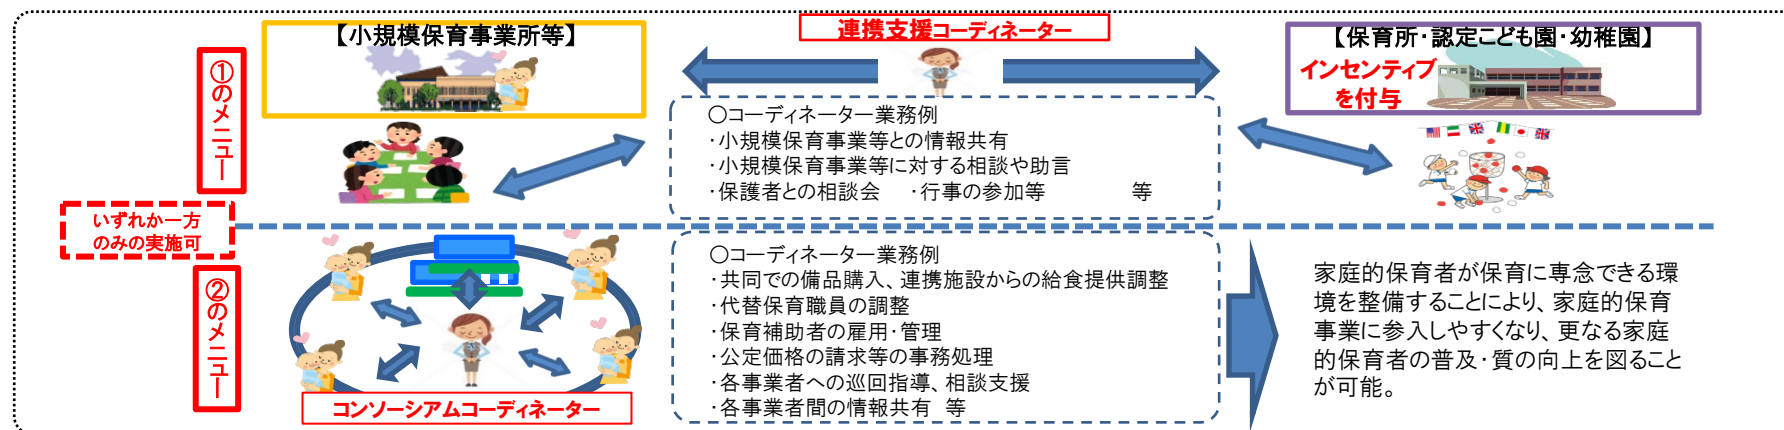 ①のメニュー
【小規模保育事業所等】
連携支援コーディネーター
【保育所・認定こども園・幼稚園】
インセンティブ
を付与
○コーディネーター業務例
・小規模保育事業等との情報共有
・小規模保育事業等に対する相談や助言
・保護者との相談会　・行事の参加等　　　　等
いずれか一方
のみの実施可
②のメニュー
コンソーシアムコーディネーター
○コーディネーター業務例
・共同での備品購入、連携施設からの給食提供調整
・代替保育職員の調整
・保育補助者の雇用・管理
・公定価格の請求等の事務処理
・各事業者への巡回指導、相談支援
・各事業者間の情報共有　等
家庭的保育者が保育に専念できる環
境を整備することにより、家庭的保育
事業に参入しやすくなり、更なる家庭
的保育者の普及・質の向上を図ること
が可能。